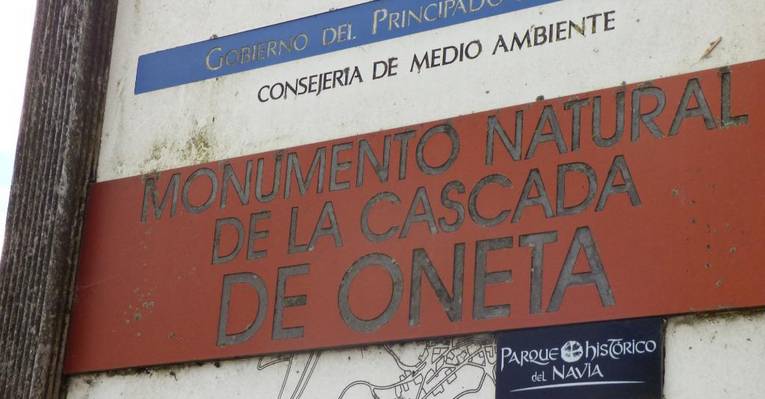 GOBIERNO DEL PRINCIPADO
CONSEJERIA DE MEDIO AMBIENTE
MONUMENTO NATURAL
DE LA CASCADA
DE ONETA
PARQUE HISTÓRICO
DEL NAVIA